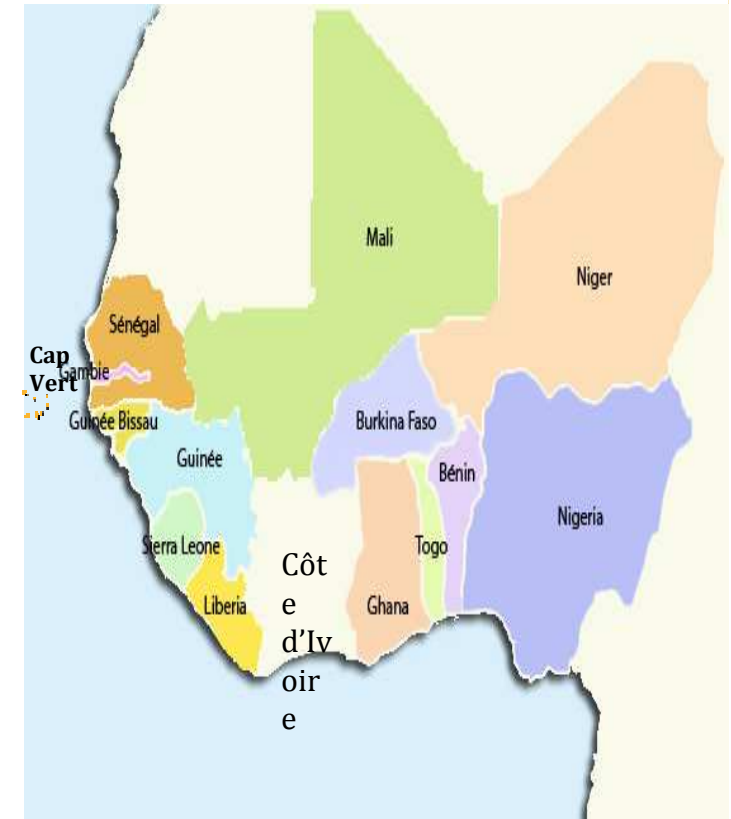 Mali
Niger
Sénégal
Cap
Vert
Gambie
Guinée Bissau
Burkina Faso
Guinée
Bénin
Nigeria
Sierra Leone
Togo
Côt
e
d’Iv
oir
e
Liberia
Ghana